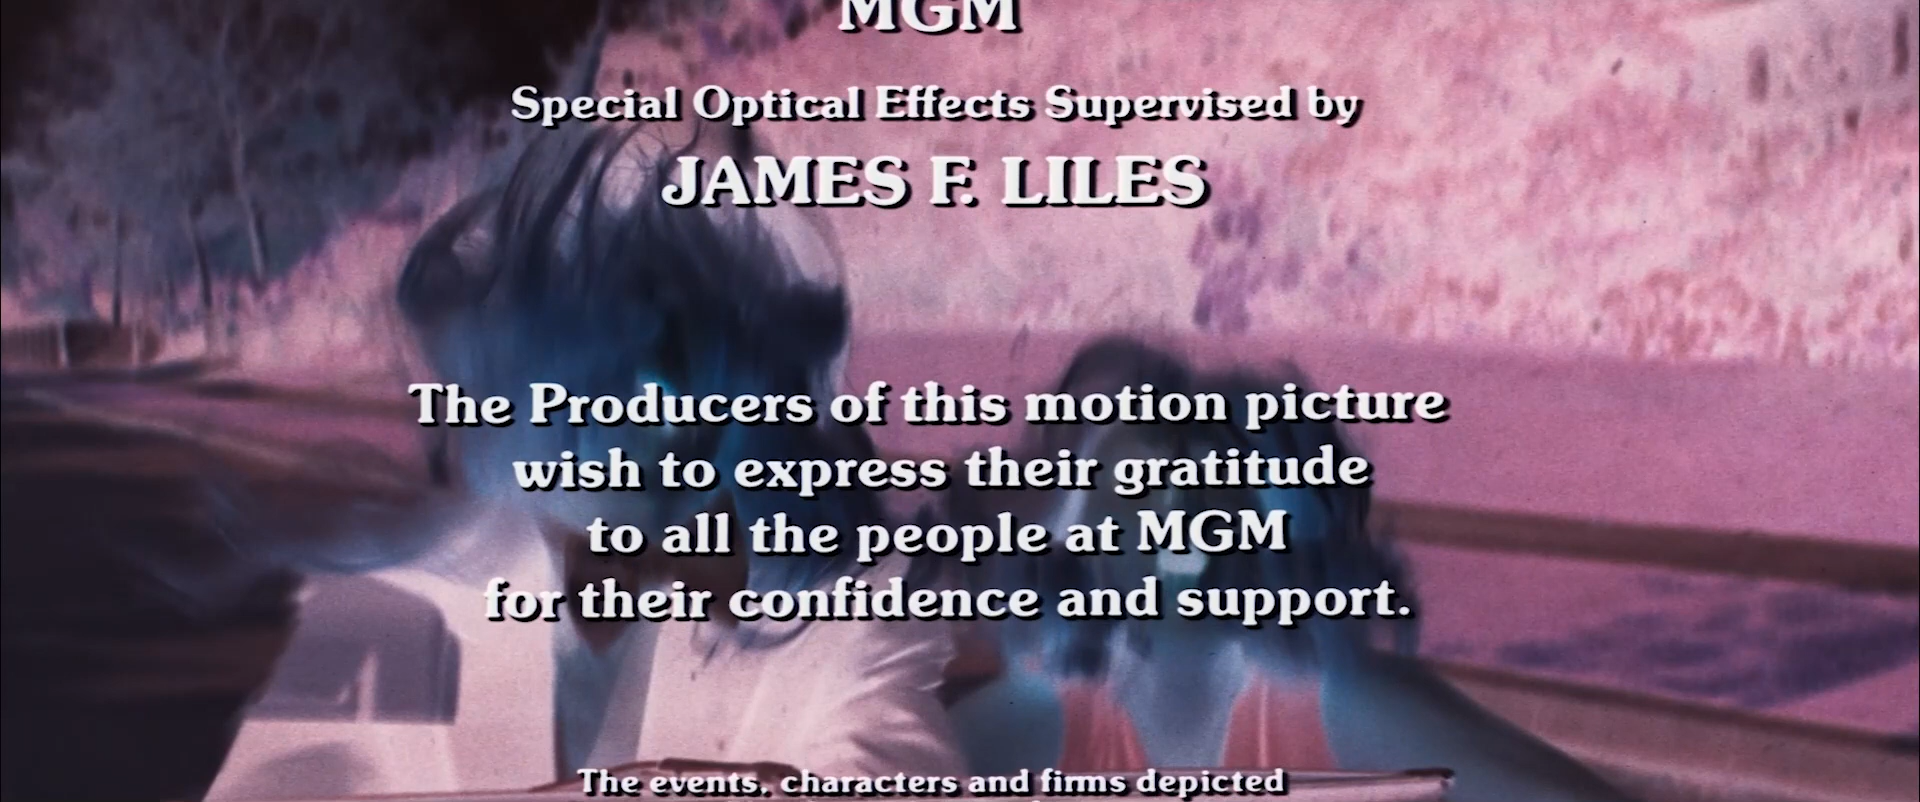 MGM
Special Optical Effects Supervised by
JAMES F. LILES
The Producers of this motion picture
wish to express their gratitude
to all the people at MGM
for their confidence and support.
The events, characters and firms depicted